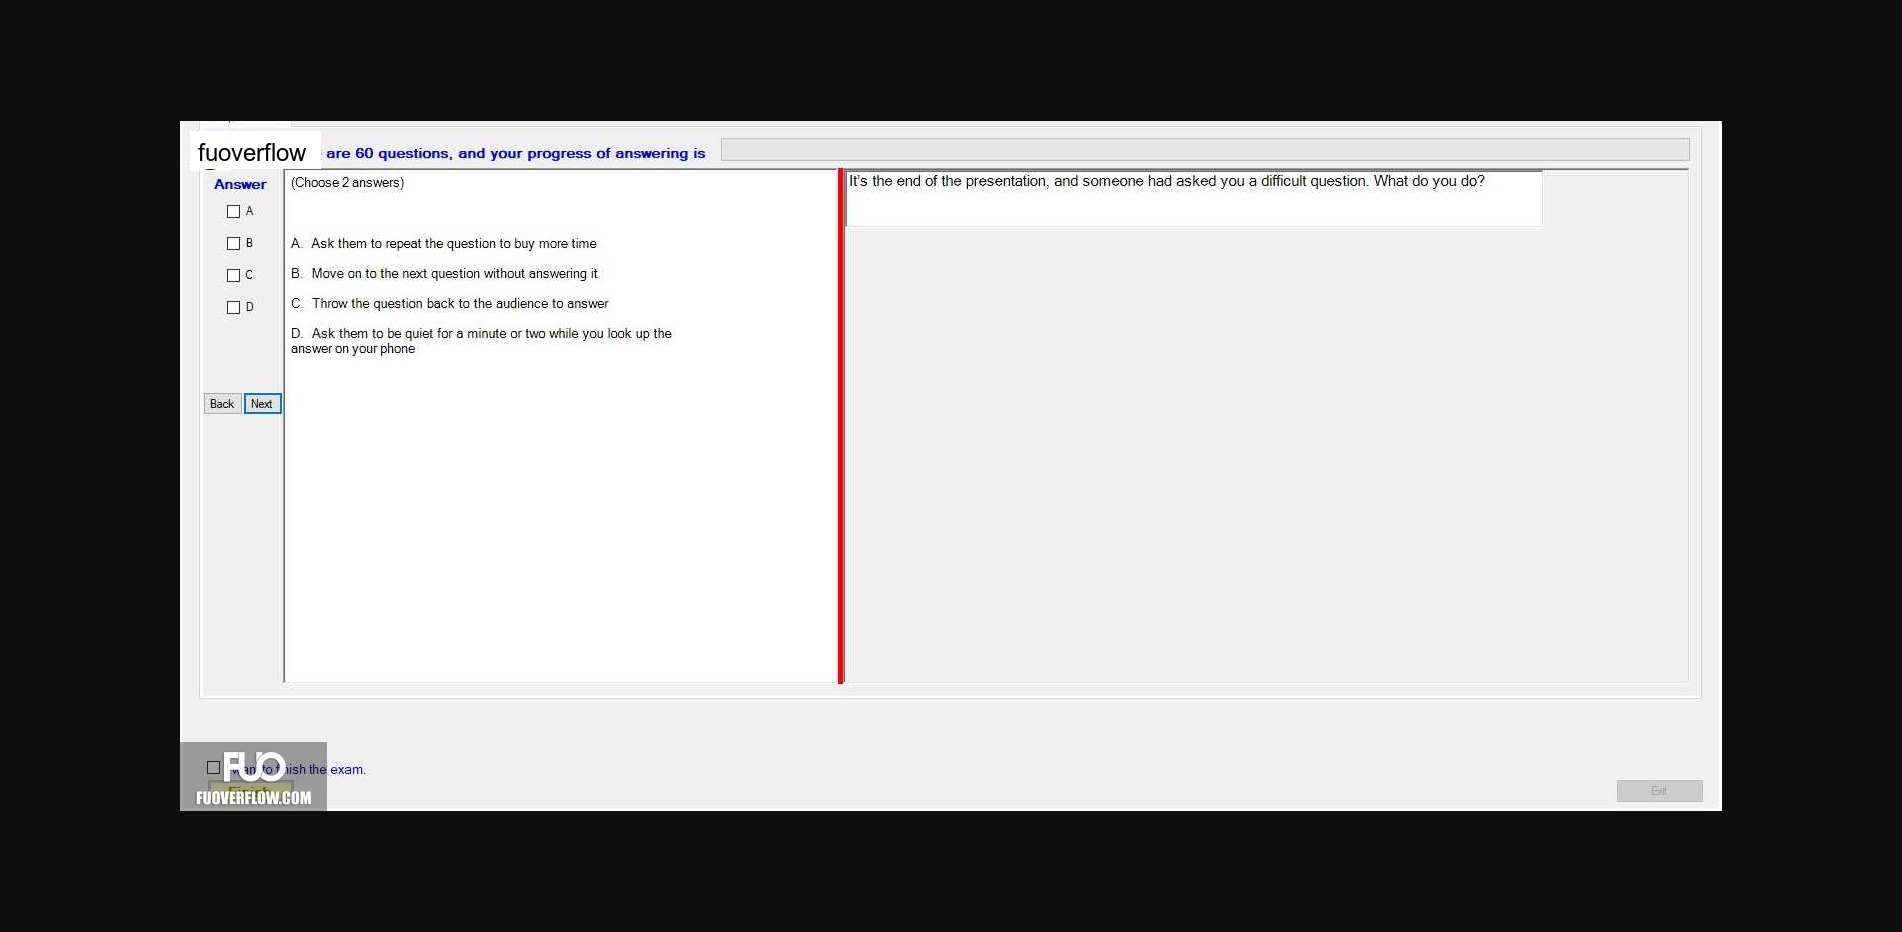 fuoverflow are 60 questions, and your progress of answering is
Answer
A
B
C
D
Back Next
(Choose 2 answers)
A. Ask them to repeat the question to buy more time
B. Move on to the next question without answering it
C. Throw the question back to the audience to answer
D. Ask them to be quiet for a minute or two while you look up the
answer on your phone
It's the end of the presentation, and someone had asked you a difficult question. What do you do?
FUO
want to finish the exam.
Finish
FUOVERFLOW.COM
Exit